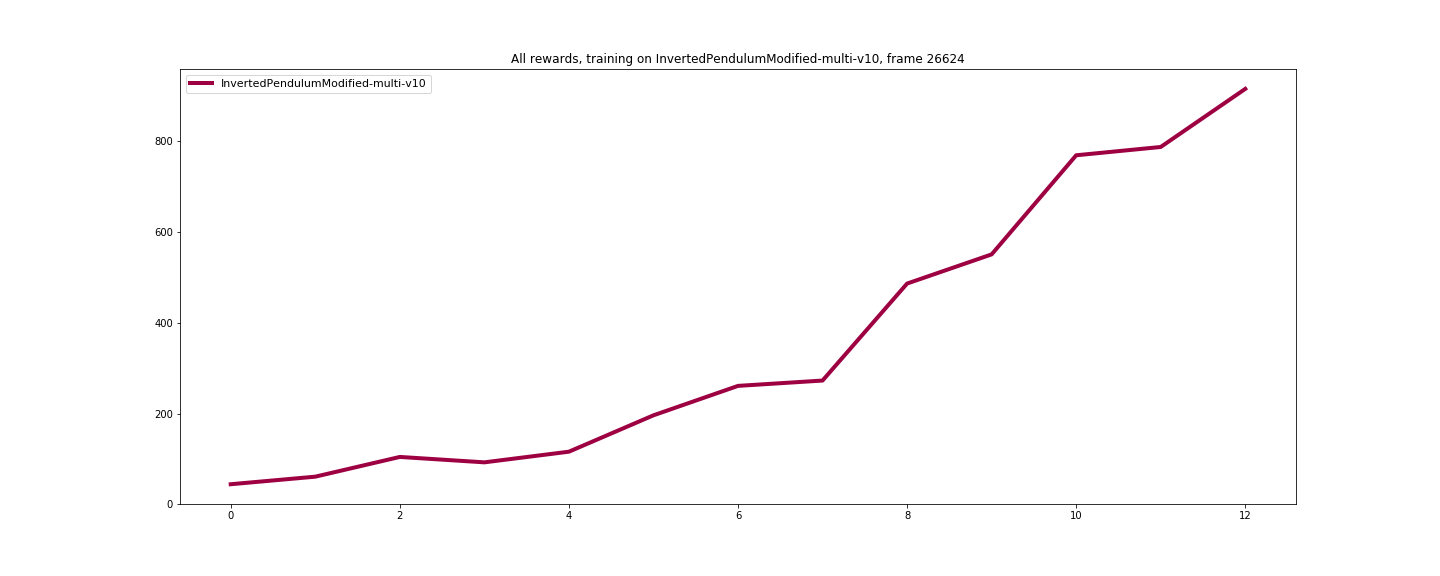 All rewards, training on InvertedPendulumModified-multi-v10, frame 26624
InvertedPendulumModified-multi-v10
800
600
400
200
0
0 2 4 6 8 10 12